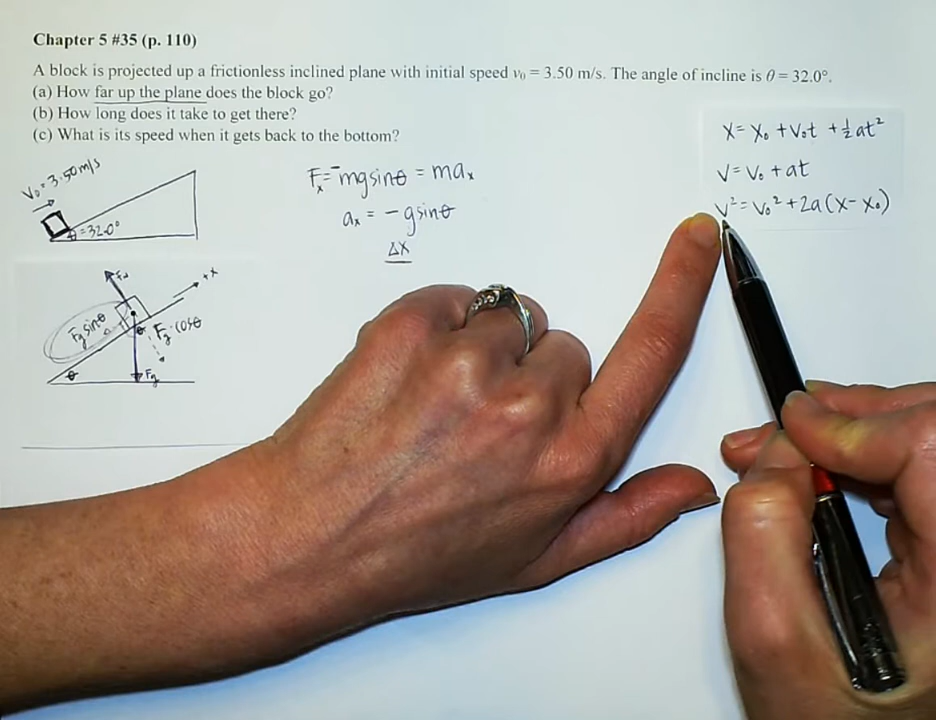 Chapter 5 #35 (p. 110)
A block is projected up a frictionless inclined plane with initial speed v₀ = 3.50 m/s. The angle of incline is θ = 32.0°.
(a) How far up the plane does the block go?
(b) How long does it take to get there?
(c) What is its speed when it gets back to the bottom?
V₀ = 3.50 m/s
θ = 32.0°
Fₓ = -mg sinθ = maₓ
aₓ = - g sinθ
Δx
x = x₀ + v₀t + ½at²
v = v₀ + at
v² = v₀² + 2a(x - x₀)
+x
Fg sinθ
θ
Fg cosθ
θ
Fg